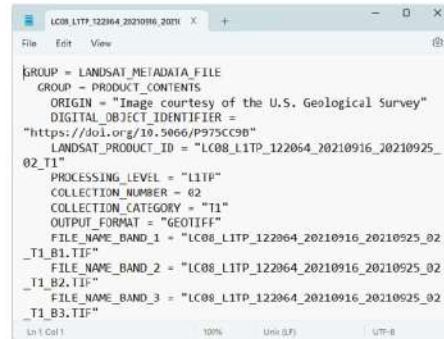 LC08_L1TP_122064_20210916_2021 X +
File Edit View
GROUP = LANDSAT_METADATA_FILE
GROUP = PRODUCT_CONTENTS
ORIGIN = "Image courtesy of the U.S. Geological Survey"
DIGITAL_OBJECT_IDENTIFIER =
"https://doi.org/10.5066/P975CC9B"
LANDSAT_PRODUCT_ID = "LC08_L1TP_122064_20210916_20210925_
02_T1"
PROCESSING_LEVEL = "L1TP"
COLLECTION_NUMBER = 02
COLLECTION_CATEGORY = "T1"
OUTPUT_FORMAT = "GEOTIFF"
FILE_NAME_BAND_1 = "LC08_L1TP_122064_20210916_20210925_02
_T1_B1.TIF"
FILE_NAME_BAND_2 = "LC08_L1TP_122064_20210916_20210925_02
_T1_B2.TIF"
FILE_NAME_BAND_3 = "LC08_L1TP_122064_20210916_20210925_02
_T1_B3.TIF"
Ln 1 Col 1 100% Unix (LF) UTF-8